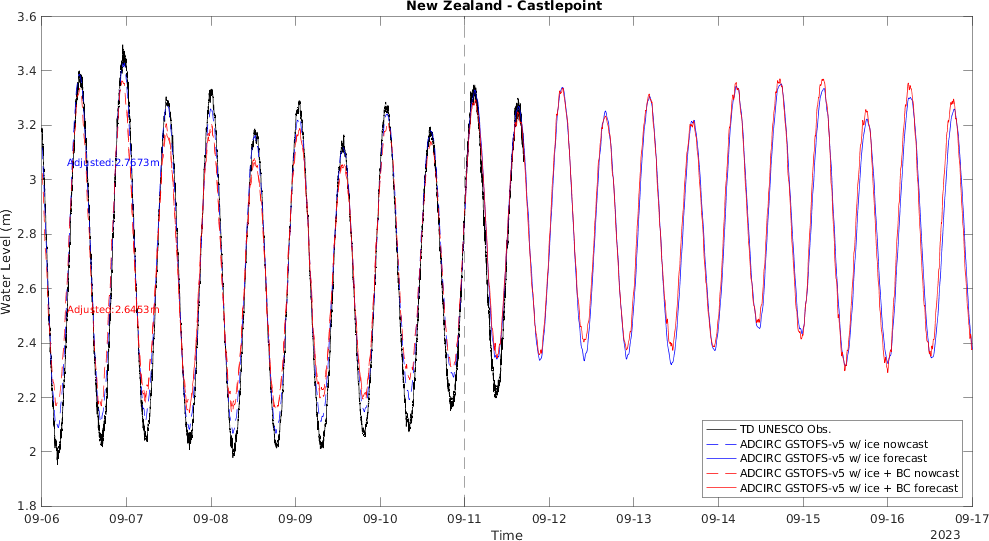 New Zealand - Castlepoint
3.6
3.4
3.2
3
2.8
2.6
2.4
2.2
2
1.8
Water Level (m)
Adjusted:2.7673m
Adjusted:2.6453m
TD UNESCO Obs.
ADCIRC GSTOFS-v5 w/ ice nowcast
ADCIRC GSTOFS-v5 w/ ice forecast
ADCIRC GSTOFS-v5 w/ ice + BC nowcast
ADCIRC GSTOFS-v5 w/ ice + BC forecast
09-06 09-07 09-08 09-09 09-10 09-11 09-12 09-13 09-14 09-15 09-16 09-17
Time
2023